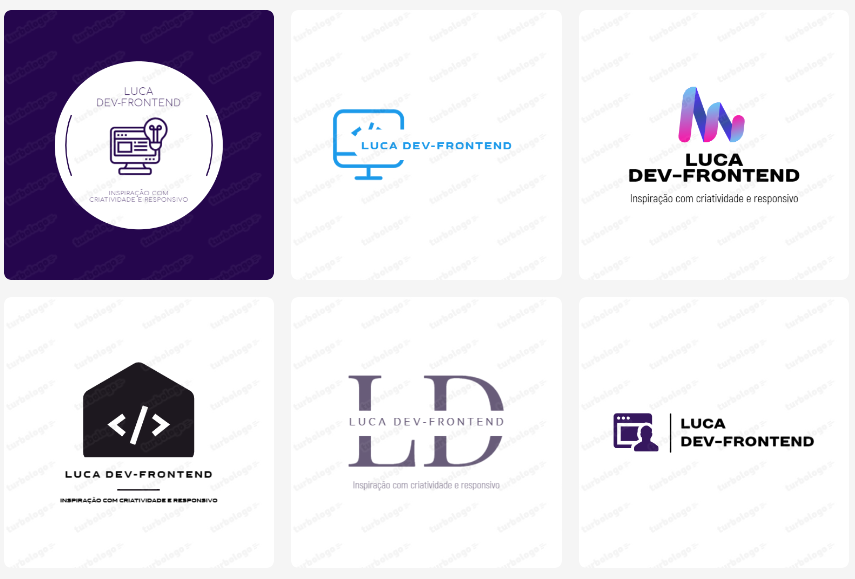 LUCA
DEV-FRONTEND
INSPIRAÇÃO COM
CRIATIVIDADE E RESPONSIVO
LUCA DEV-FRONTEND
LUCA
DEV-FRONTEND
Inspiração com criatividade e responsivo
</>
LUCA DEV-FRONTEND
INSPIRAÇÃO COM CRIATIVIDADE E RESPONSIVO
LD
LUCA DEV-FRONTEND
Inspiração com criatividade e responsivo
LUCA
DEV-FRONTEND
turbologo